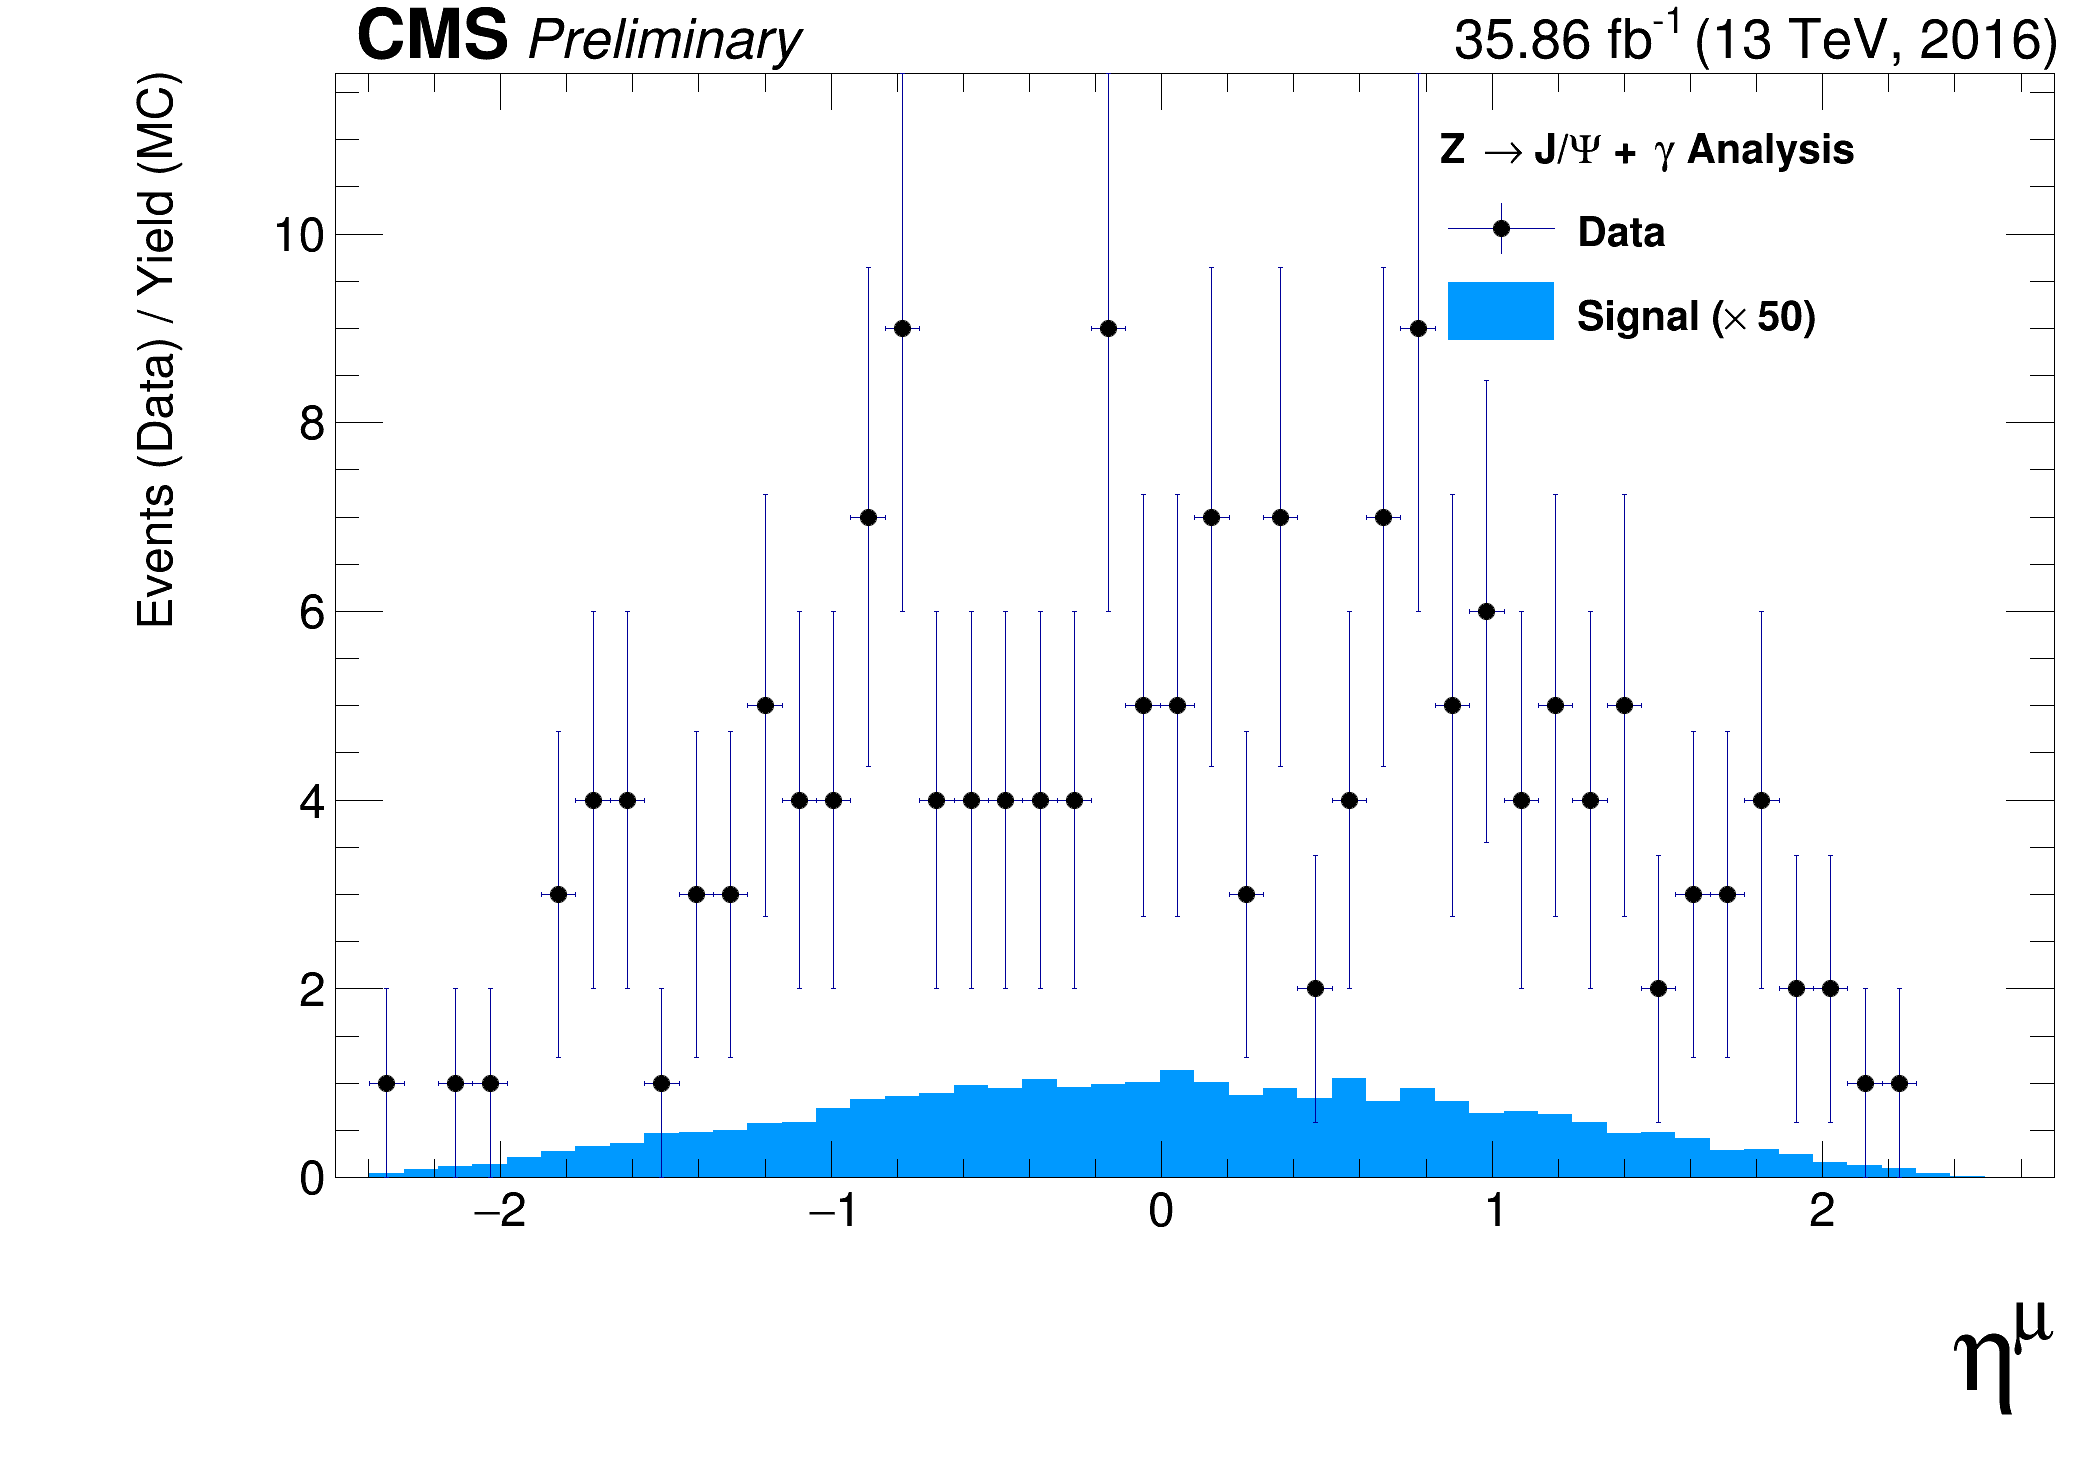 CMS Preliminary
35.86 fb⁻¹ (13 TeV, 2016)
Events (Data) / Yield (MC)
Z → J/Ψ + γ Analysis
Data
Signal (× 50)
10
8
6
4
2
0
−2 −1 0 1 2
η^μ